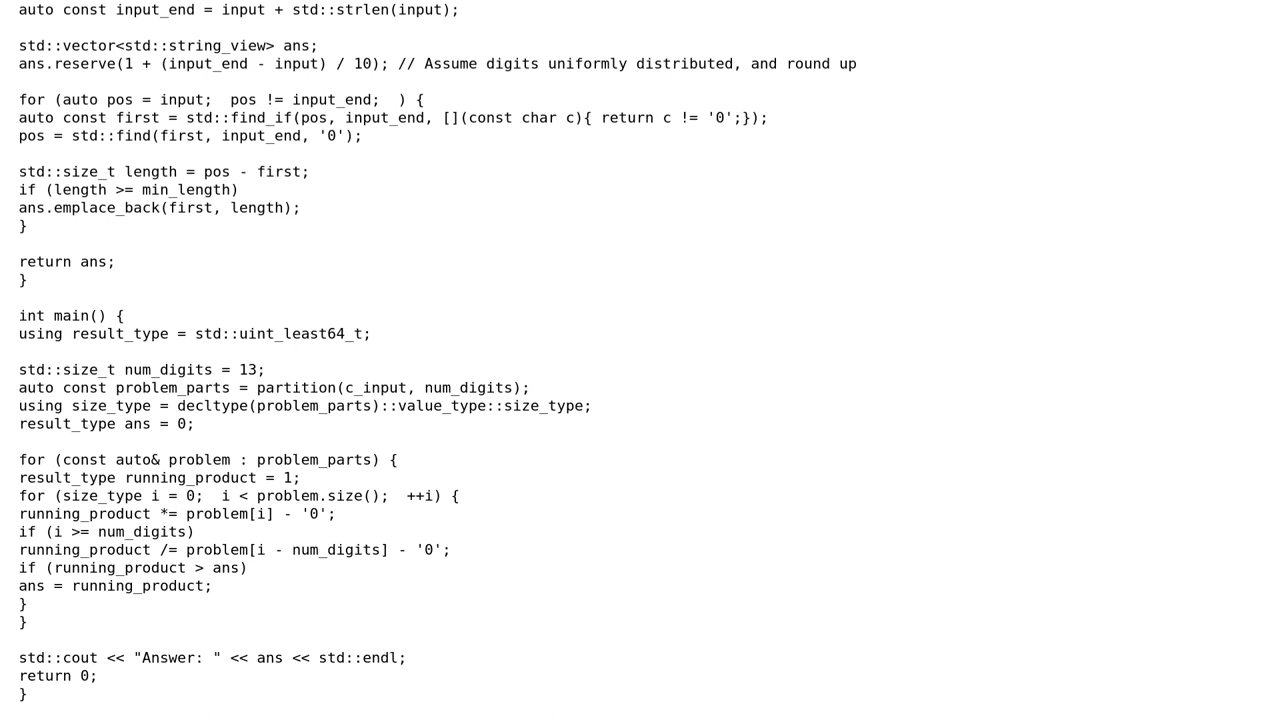 auto const input_end = input + std::strlen(input);

std::vector<std::string_view> ans;
ans.reserve(1 + (input_end - input) / 10); // Assume digits uniformly distributed, and round up

for (auto pos = input;  pos != input_end;  ) {
auto const first = std::find_if(pos, input_end, [](const char c){ return c != '0';});
pos = std::find(first, input_end, '0');

std::size_t length = pos - first;
if (length >= min_length)
ans.emplace_back(first, length);
}

return ans;
}

int main() {
using result_type = std::uint_least64_t;

std::size_t num_digits = 13;
auto const problem_parts = partition(c_input, num_digits);
using size_type = decltype(problem_parts)::value_type::size_type;
result_type ans = 0;

for (const auto& problem : problem_parts) {
result_type running_product = 1;
for (size_type i = 0;  i < problem.size();  ++i) {
running_product *= problem[i] - '0';
if (i >= num_digits)
running_product /= problem[i - num_digits] - '0';
if (running_product > ans)
ans = running_product;
}
}

std::cout << "Answer: " << ans << std::endl;
return 0;
}